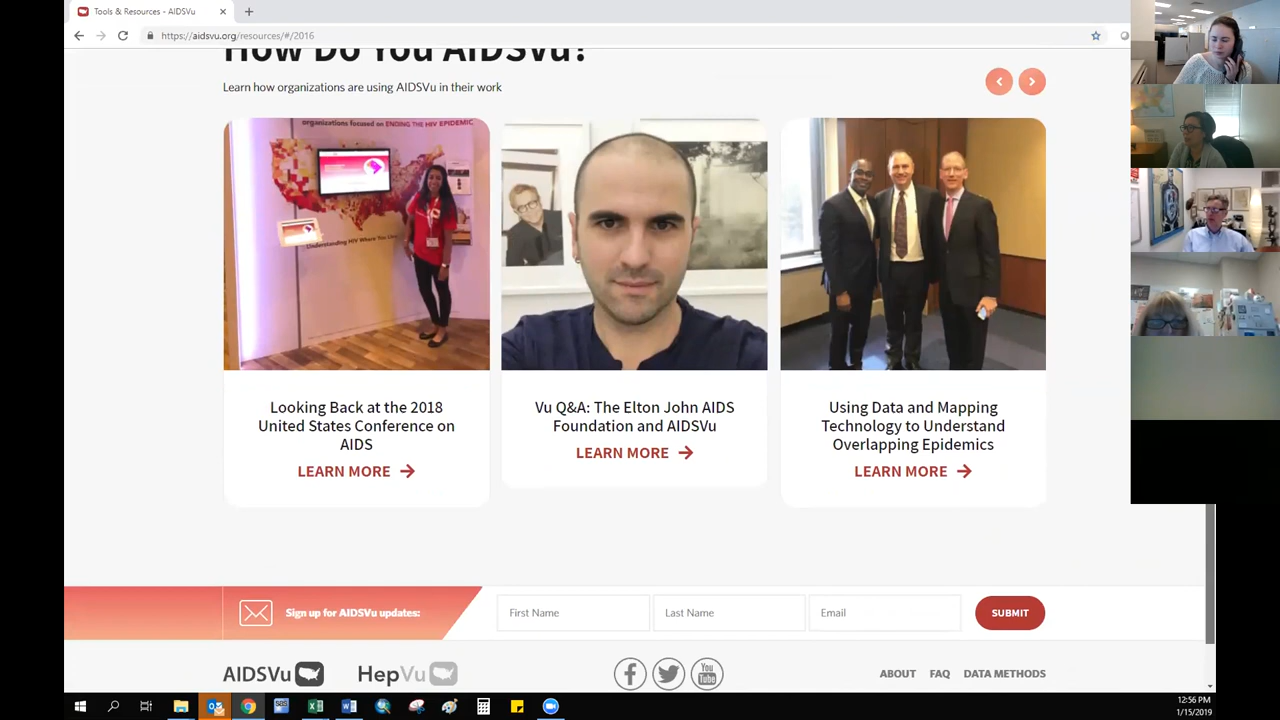 Tools & Resources - AIDSVu
https://aidsvu.org/resources/#/2016
How Do You AIDSVu?
Learn how organizations are using AIDSVu in their work
organizations focused on ENDING THE HIV EPIDEMIC
Understanding HIV Where You Live
Looking Back at the 2018
United States Conference on
AIDS
LEARN MORE
Vu Q&A: The Elton John AIDS
Foundation and AIDSVu
LEARN MORE
Using Data and Mapping
Technology to Understand
Overlapping Epidemics
LEARN MORE
Sign up for AIDSVu updates:
First Name
Last Name
Email
SUBMIT
AIDSVu
HepVu
You
Tube
ABOUT
FAQ
DATA METHODS
12:56 PM
1/15/2019